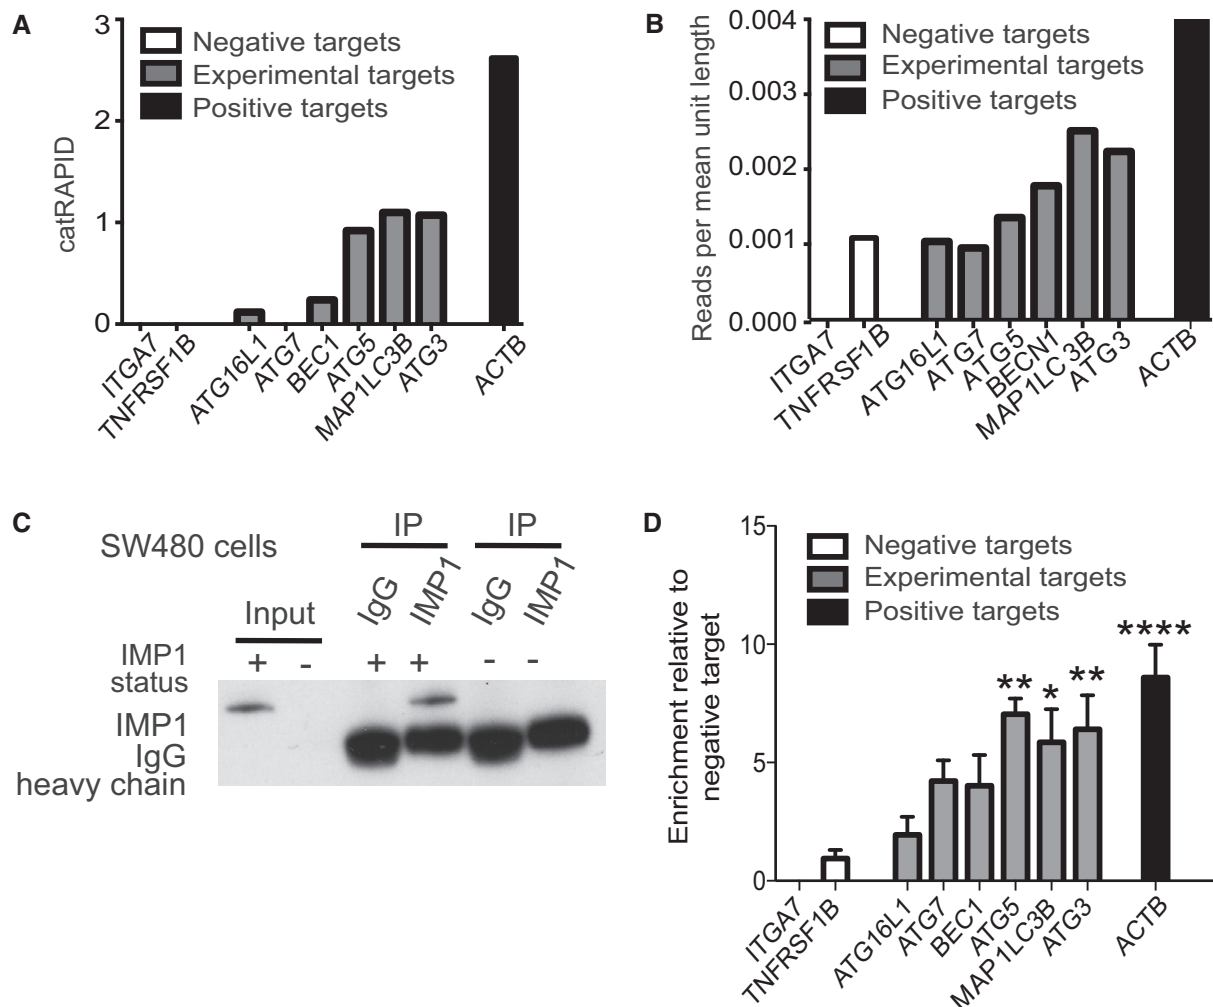 A
3
2
1
0
catRAPID
Negative targets
Experimental targets
Positive targets
ITGA7
TNFRSF1B
ATG16L1
ATG7
BEC1
ATG5
MAP1LC3B
ATG3
ACTB
B
0.004
0.003
0.002
0.001
0.000
Reads per mean unit length
Negative targets
Experimental targets
Positive targets
ITGA7
TNFRSF1B
ATG16L1
ATG7
ATG5
BECN1
MAP1LC3B
ATG3
ACTB
C
SW480 cells
IP IP
Input
IgG IMP1 IgG IMP1
IMP1 status + - + + - -
IMP1
IgG
heavy chain
D
15
10
5
0
Enrichment relative to
negative target
Negative targets
Experimental targets
Positive targets
** * ** ****
ITGA7
TNFRSF1B
ATG16L1
ATG7
BEC1
ATG5
MAP1LC3B
ATG3
ACTB